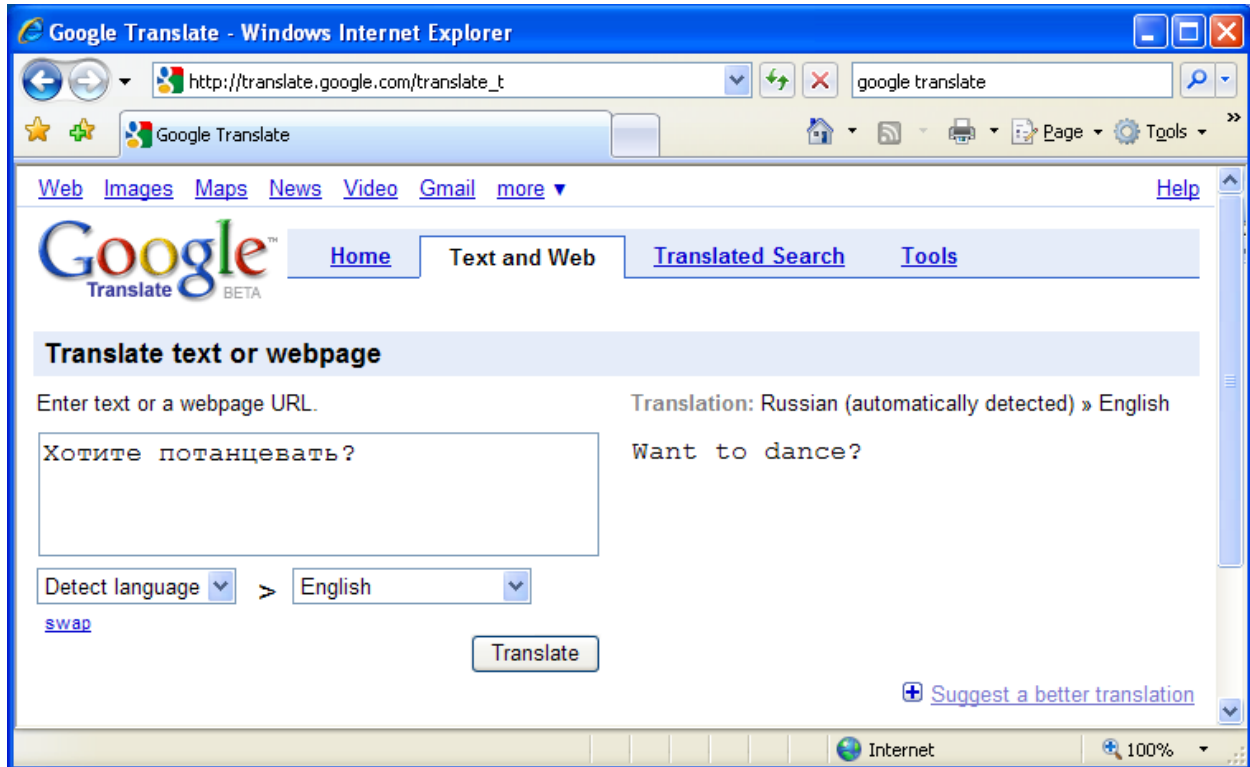 Google Translate - Windows Internet Explorer
http://translate.google.com/translate_t
google translate
Google Translate
Page
Tools
»
Web Images Maps News Video Gmail more ▼
Help
Google™
Translate BETA
Home
Text and Web
Translated Search
Tools
Translate text or webpage
Enter text or a webpage URL.
Хотите потанцевать?
Detect language
>
English
swap
Translate
Translation: Russian (automatically detected) » English
Want to dance?
Suggest a better translation
Internet
100%